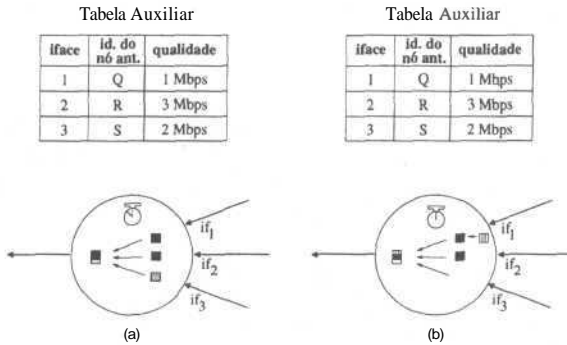 Tabela Auxiliar
iface id. do nó ant. qualidade
1 Q 1 Mbps
2 R 3 Mbps
3 S 2 Mbps
if1
if2
if3
(a)
Tabela Auxiliar
iface id. do nó ant. qualidade
1 Q 1 Mbps
2 R 3 Mbps
3 S 2 Mbps
if1
if2
if3
(b)